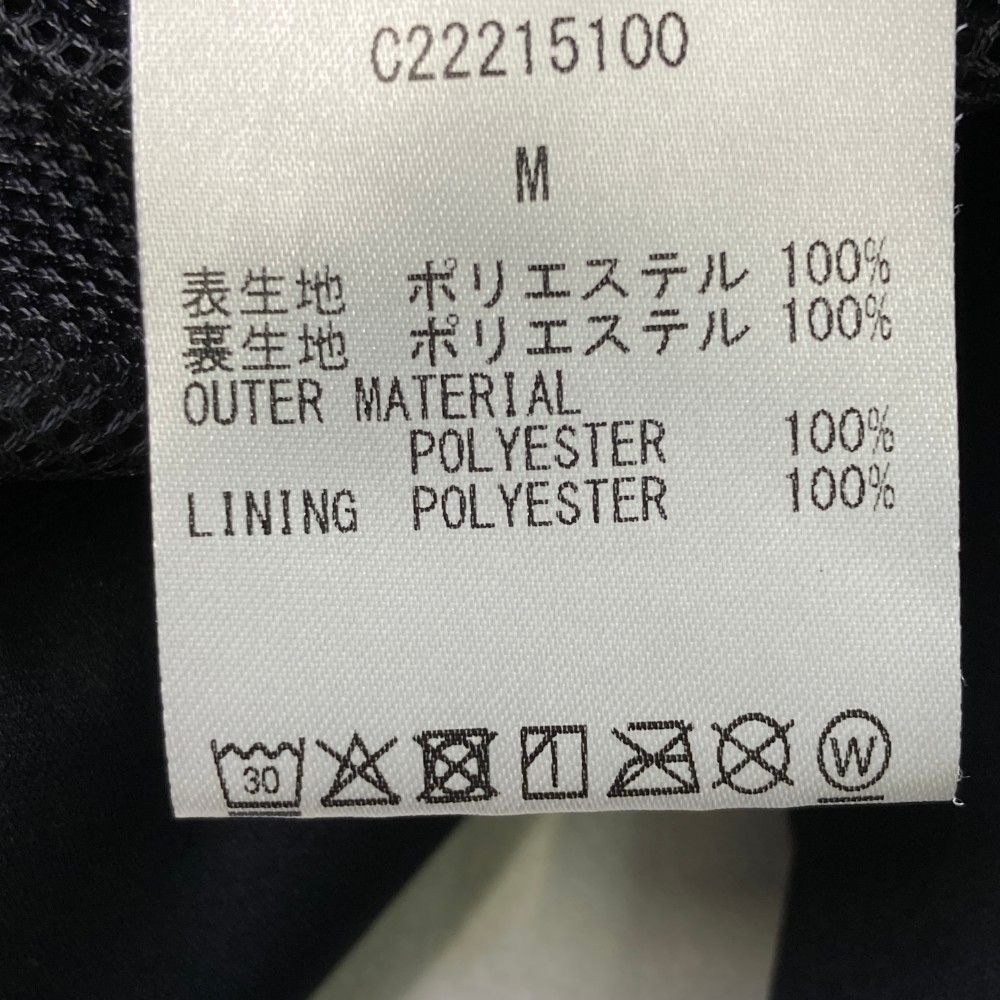 C22215100
M
表生地 ポリエステル 100%
裏生地 ポリエステル 100%
OUTER MATERIAL
POLYESTER 100%
LINING POLYESTER 100%
30
W